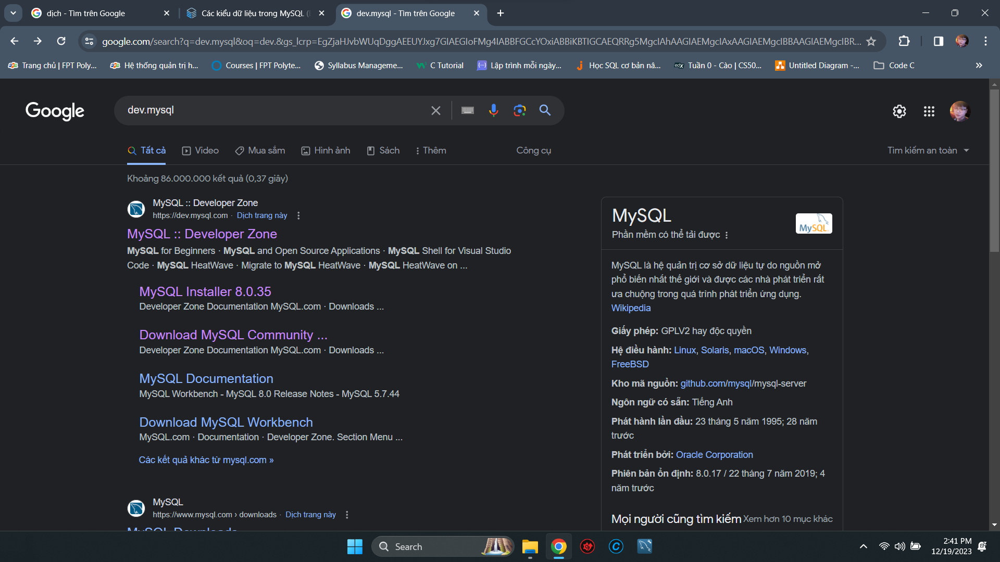 dịch - Tìm trên Google
Các kiểu dữ liệu trong MySQL (
dev.mysql - Tìm trên Google
google.com/search?q=dev.mysql&oq=dev.&gs_lcrp=EgZjaHJvbWUqDggAEEUYJxg7GIAEGIoFMg4IABBFGCcYOxiABBiKBTIGCAEQRRg5MgcIAhAAGIAEMgcIAxAAGIAEMgcIBBAAGIAEMgcIBR...
Trang chủ | FPT Poly...
Hệ thống quản trị h...
Courses | FPT Polyte...
Syllabus Manageme...
C Tutorial
Lập trình mỗi ngày...
Học SQL cơ bản nâ...
edX Tuần 0 - Cào | CS50...
Untitled Diagram -...
Code C
Google
dev.mysql
Tất cả
Video
Mua sắm
Hình ảnh
Sách
Thêm
Công cụ
Tìm kiếm an toàn
Khoảng 86.000.000 kết quả (0,37 giây)
MySQL :: Developer Zone
https://dev.mysql.com · Dịch trang này
MySQL :: Developer Zone
MySQL for Beginners · MySQL and Open Source Applications · MySQL Shell for Visual Studio
Code · MySQL HeatWave · Migrate to MySQL HeatWave · MySQL HeatWave on ...
MySQL Installer 8.0.35
Developer Zone Documentation MySQL.com · Downloads ...
Download MySQL Community ...
Developer Zone Documentation MySQL.com · Downloads ...
MySQL Documentation
MySQL Workbench - MySQL 8.0 Release Notes - MySQL 5.7.44
Download MySQL Workbench
MySQL.com · Documentation · Developer Zone. Section Menu ...
Các kết quả khác từ mysql.com »
MySQL
https://www.mysql.com › downloads · Dịch trang này
MySQL Downloads
MySQL
Phần mềm có thể tải được
MySQL
MySQL là hệ quản trị cơ sở dữ liệu tự do nguồn mở
phổ biến nhất thế giới và được các nhà phát triển rất
ưa chuộng trong quá trình phát triển ứng dụng.
Wikipedia
Giấy phép: GPLV2 hay độc quyền
Hệ điều hành: Linux, Solaris, macOS, Windows,
FreeBSD
Kho mã nguồn: github.com/mysql/mysql-server
Ngôn ngữ có sẵn: Tiếng Anh
Phát hành lần đầu: 23 tháng 5 năm 1995; 28 năm
trước
Phát triển bởi: Oracle Corporation
Phiên bản ổn định: 8.0.17 / 22 tháng 7 năm 2019; 4
năm trước
Mọi người cũng tìm kiếm
Xem hơn 10 mục khác
Search
2:41 PM
12/19/2023